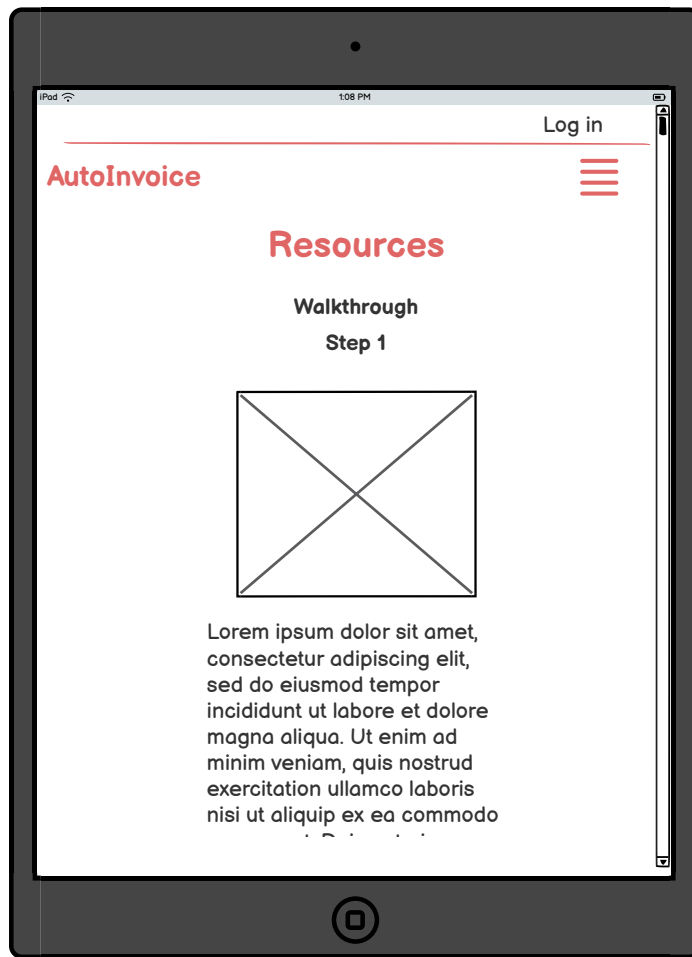 iPad
1:08 PM
Log in
AutoInvoice
Resources
Walkthrough
Step 1
Lorem ipsum dolor sit amet,
consectetur adipiscing elit,
sed do eiusmod tempor
incididunt ut labore et dolore
magna aliqua. Ut enim ad
minim veniam, quis nostrud
exercitation ullamco laboris
nisi ut aliquip ex ea commodo